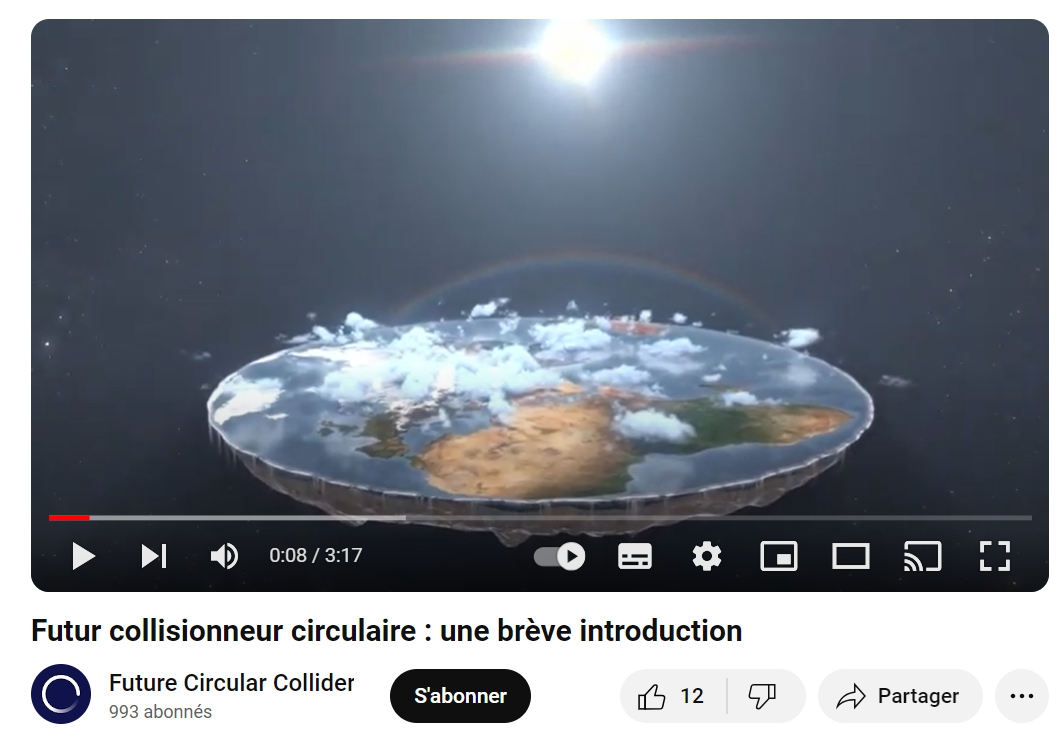 0:08 / 3:17
Futur collisionneur circulaire : une brève introduction
Future Circular Collider
993 abonnés
S'abonner
12
Partager